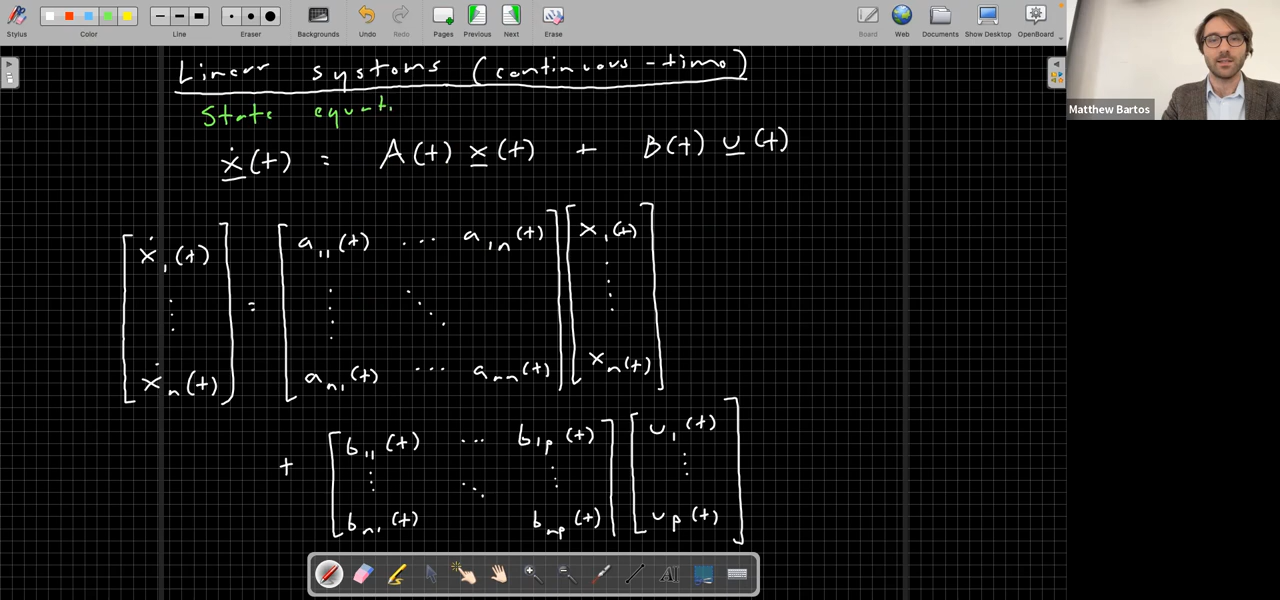 Stylus Color Line Eraser Backgrounds Undo Redo Pages Previous Next Erase Board Web Documents Show Desktop OpenBoard
Matthew Bartos
Linear systems (continuous-time)
State equat.
ẋ(t) = A(t) x(t) + B(t) u(t)
[ẋ₁(t) ⋮ ẋₙ(t)] = [a₁₁(t) ⋯ a₁ₙ(t) ⋮ ⋱ aₙ₁(t) ⋯ aₙₙ(t)] [x₁(t) ⋮ xₙ(t)]
+ [b₁₁(t) ⋯ b₁ₚ(t) ⋮ ⋱ ⋮ bₙ₁(t) bₙₚ(t)] [u₁(t) ⋮ uₚ(t)]
AI